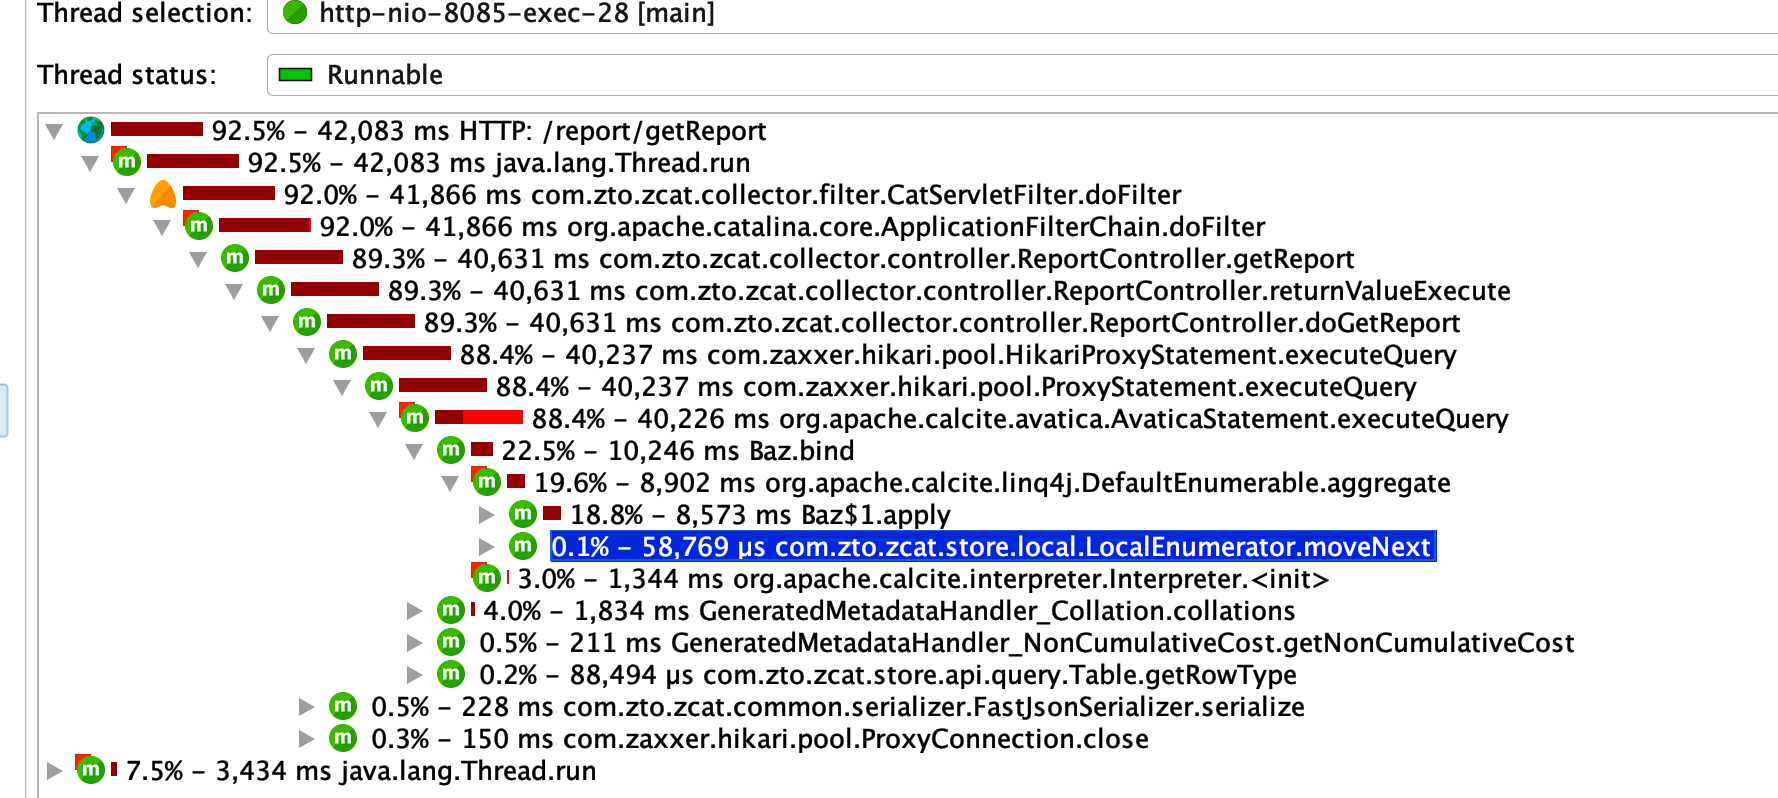 Thread selection: http-nio-8085-exec-28 [main]
Thread status: Runnable
92.5% – 42,083 ms HTTP: /report/getReport
m 92.5% – 42,083 ms java.lang.Thread.run
92.0% – 41,866 ms com.zto.zcat.collector.filter.CatServletFilter.doFilter
m 92.0% – 41,866 ms org.apache.catalina.core.ApplicationFilterChain.doFilter
m 89.3% – 40,631 ms com.zto.zcat.collector.controller.ReportController.getReport
m 89.3% – 40,631 ms com.zto.zcat.collector.controller.ReportController.returnValueExecute
m 89.3% – 40,631 ms com.zto.zcat.collector.controller.ReportController.doGetReport
m 88.4% – 40,237 ms com.zaxxer.hikari.pool.HikariProxyStatement.executeQuery
m 88.4% – 40,237 ms com.zaxxer.hikari.pool.ProxyStatement.executeQuery
m 88.4% – 40,226 ms org.apache.calcite.avatica.AvaticaStatement.executeQuery
m 22.5% – 10,246 ms Baz.bind
m 19.6% – 8,902 ms org.apache.calcite.linq4j.DefaultEnumerable.aggregate
m 18.8% – 8,573 ms Baz$1.apply
m 0.1% – 58,769 µs com.zto.zcat.store.local.LocalEnumerator.moveNext
m 3.0% – 1,344 ms org.apache.calcite.interpreter.Interpreter.<init>
m 4.0% – 1,834 ms GeneratedMetadataHandler_Collation.collations
m 0.5% – 211 ms GeneratedMetadataHandler_NonCumulativeCost.getNonCumulativeCost
m 0.2% – 88,494 µs com.zto.zcat.store.api.query.Table.getRowType
m 0.5% – 228 ms com.zto.zcat.common.serializer.FastJsonSerializer.serialize
m 0.3% – 150 ms com.zaxxer.hikari.pool.ProxyConnection.close
m 7.5% – 3,434 ms java.lang.Thread.run